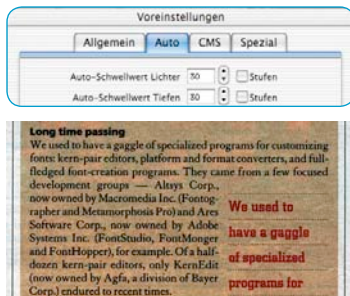 Voreinstellungen
Allgemein Auto CMS Spezial
Auto-Schwellwert Lichter 30 Stufen
Auto-Schwellwert Tiefen 30 Stufen
Long time passing
We used to have a gaggle of specialized programs for customizing
fonts: kern-pair editors, platform and format converters, and full-
fledged font-creation programs. They came from a few focused
development groups — Altsys Corp.,
now owned by Macromedia Inc. (Fontog-
rapher and Metamorphosis Pro) and Ares
Software Corp., now owned by Adobe
Systems Inc. (FontStudio, FontMonger
and FontHopper), for example. Of a half-
dozen kern-pair editors, only KernEdit
(now owned by Agfa, a division of Bayer
Corp.) endured to recent times.
We used to
have a gaggle
of specialized
programs for